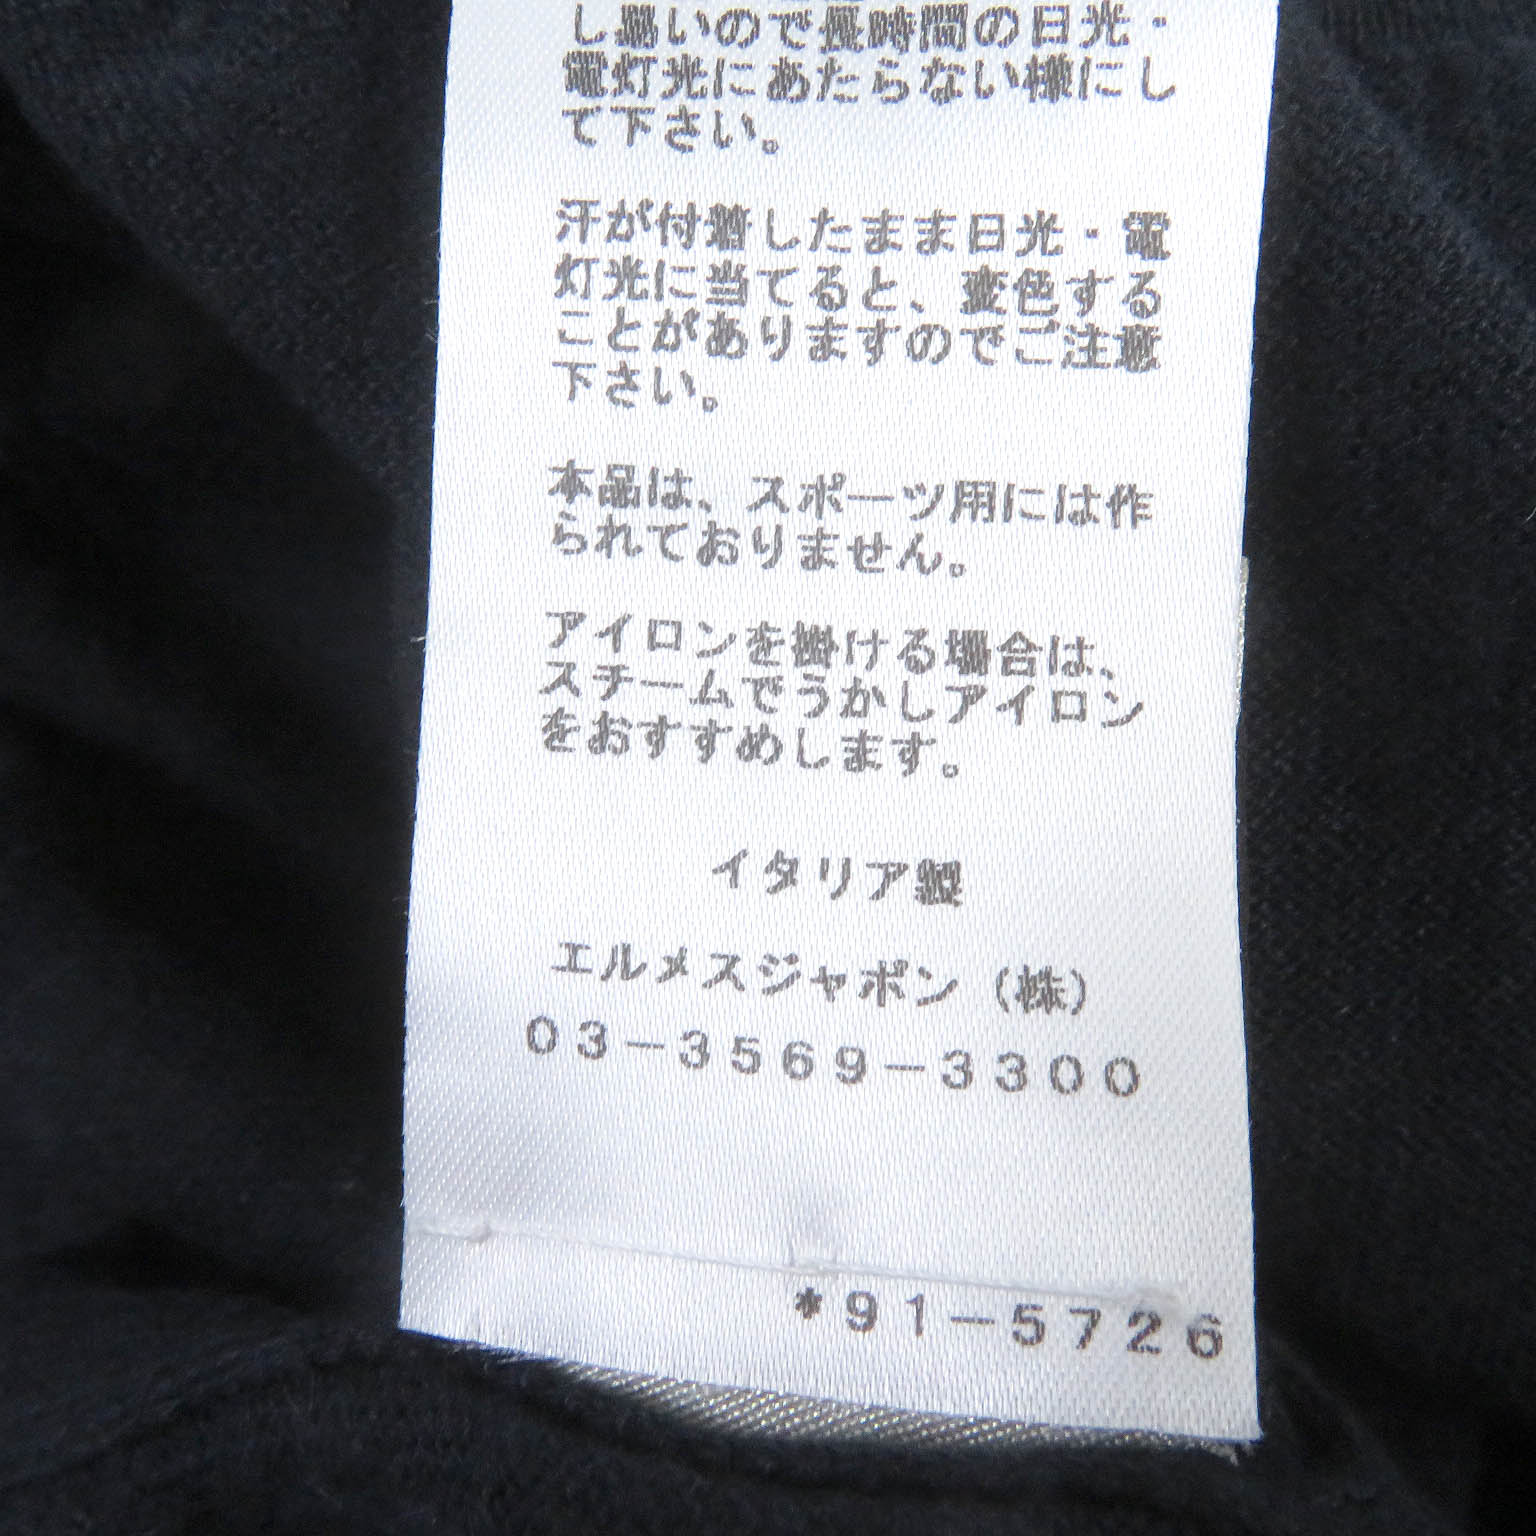 し易いので長時間の日光・
電灯光にあたらない様にし
て下さい。
汗が付着したまま日光・電
灯光に当てると、変色する
ことがありますのでご注意
下さい。
本品は、スポーツ用には作
られておりません。
アイロンを掛ける場合は、
スチームでうかしアイロン
をおすすめします。
イタリア製
エルメスジャポン（株）
03-3569-3300
*91-5726